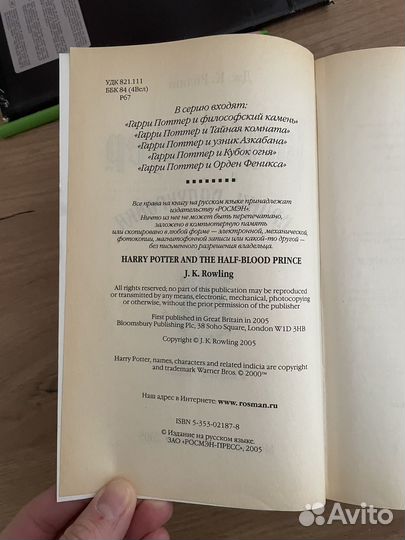 УДК 821.111
ББК 84 (4Вел)
Р67
Дж. К. Ролинг
В серию входят:
«Гарри Поттер и философский камень»
«Гарри Поттер и Тайная комната»
«Гарри Поттер и узник Азкабана»
«Гарри Поттер и Кубок огня»
«Гарри Поттер и Орден Феникса»
Все права на книгу на русском языке принадлежат
издательству «РОСМЭН».
Ничто из нее не может быть перепечатано,
заложено в компьютерную память
или скопировано в любой форме — электронной, механической,
фотокопии, магнитофонной записи или какой-то другой —
без письменного разрешения владельца.
HARRY POTTER AND THE HALF-BLOOD PRINCE
J. K. Rowling
All rights reserved; no part of this publication may be reproduced
or transmitted by any means, electronic, mechanical, photocopying
or otherwise, without prior permission of the publisher
First published in Great Britain in 2005
Bloomsbury Publishing Plc, 38 Soho Square, London W1D 3HB
Copyright © J. K. Rowling 2005
Harry Potter, names, characters and related indicia are copyright
and trademark Warner Bros. © 2000™
Наш адрес в Интернете: www.rosman.ru
ISBN 5-353-02187-8
© Издание на русском языке.
ЗАО «РОСМЭН-ПРЕСС», 2005
Avito